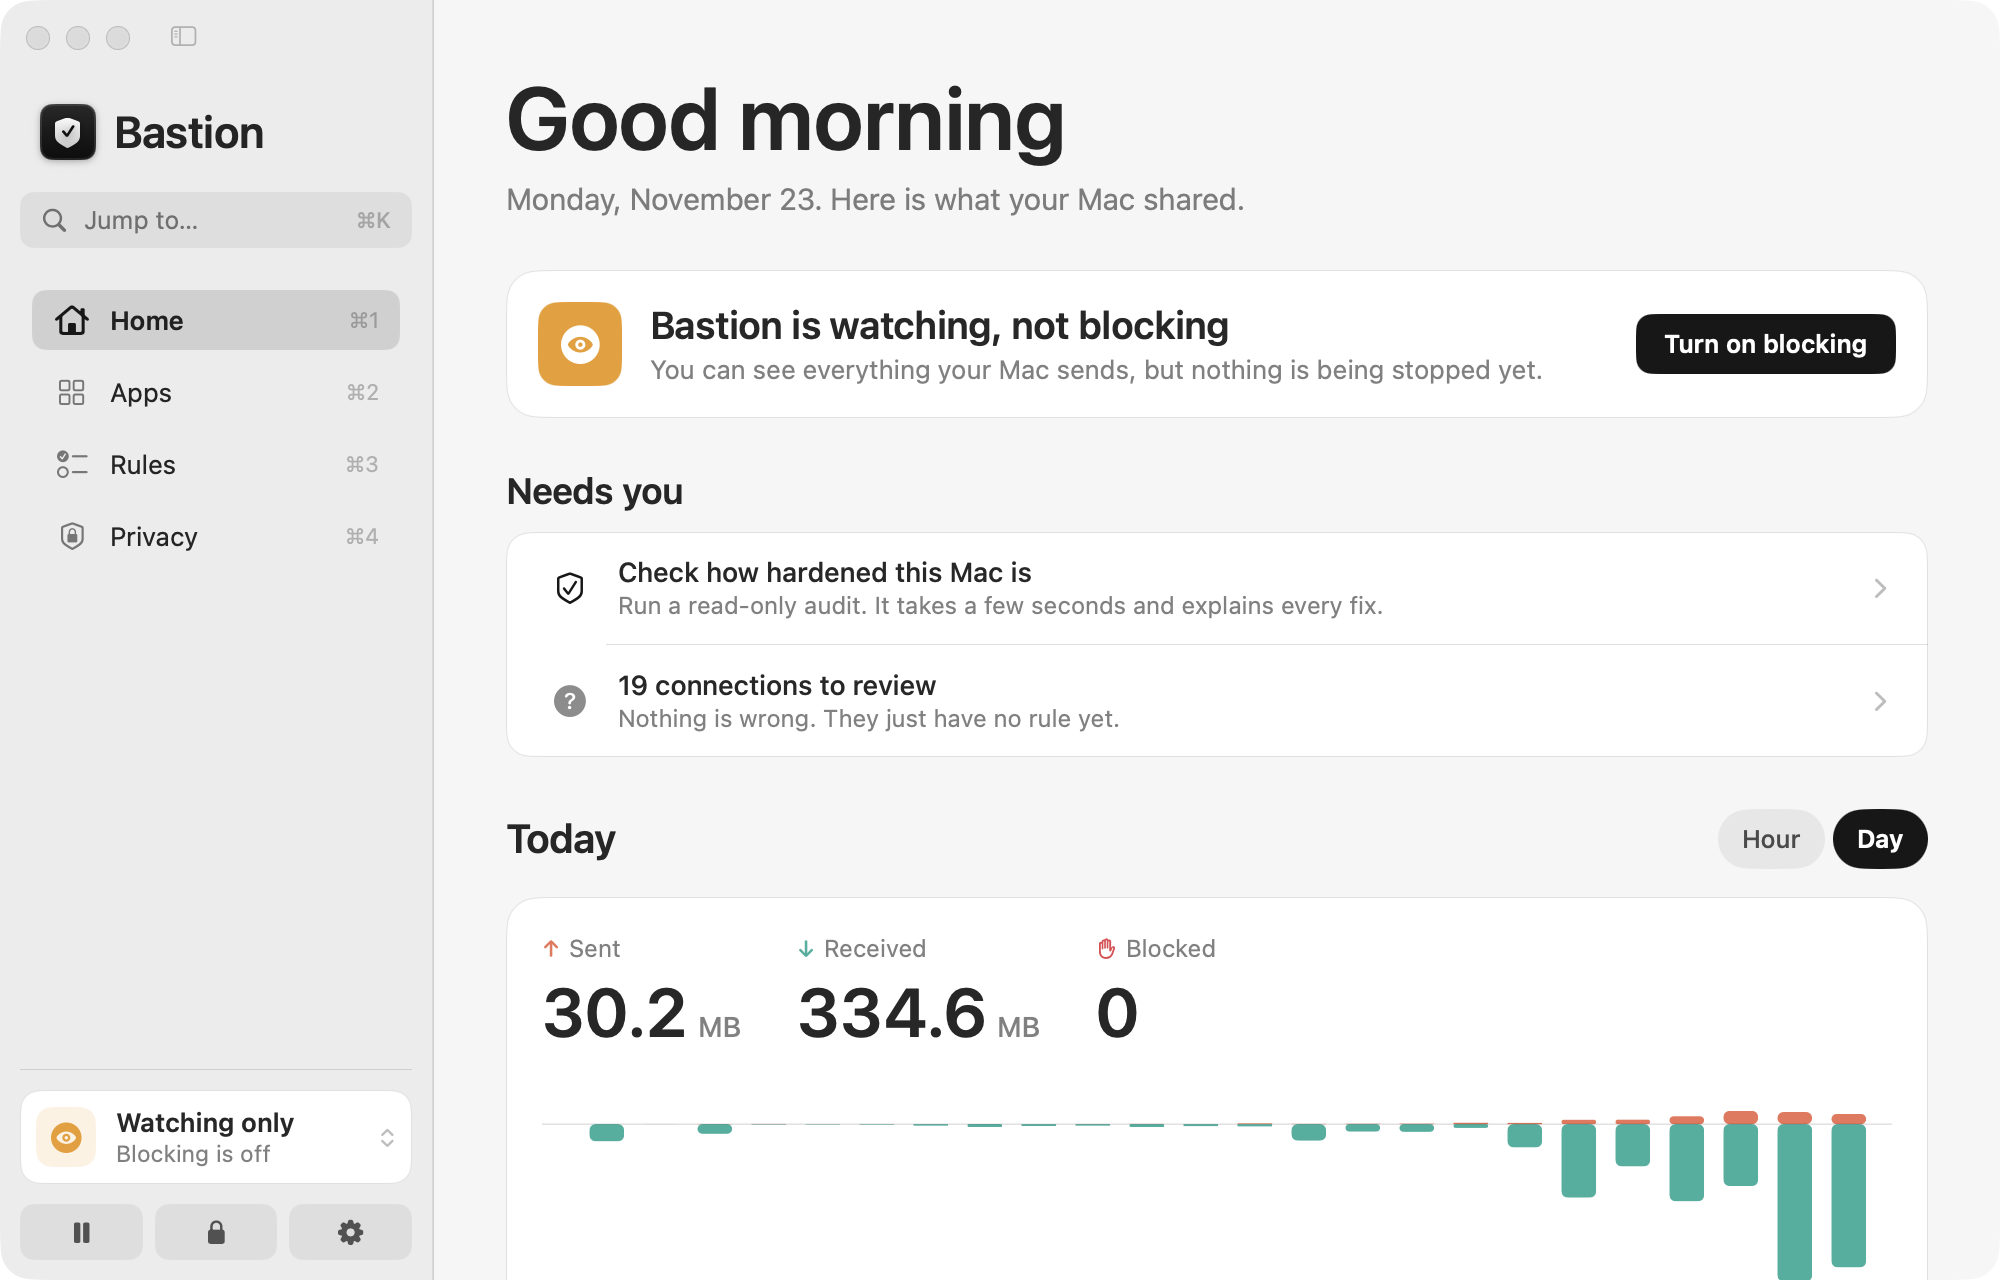 Bastion
Jump to...
⌘K
Home
⌘1
Apps
⌘2
Rules
⌘3
Privacy
⌘4
Watching only
Blocking is off
Good morning
Monday, November 23. Here is what your Mac shared.
Bastion is watching, not blocking
You can see everything your Mac sends, but nothing is being stopped yet.
Turn on blocking
Needs you
Check how hardened this Mac is
Run a read-only audit. It takes a few seconds and explains every fix.
?
19 connections to review
Nothing is wrong. They just have no rule yet.
Today
Hour
Day
Sent
30.2 MB
Received
334.6 MB
Blocked
0